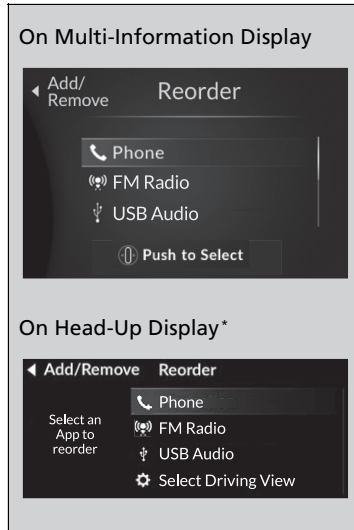 On Multi-Information Display
Add/
Remove
Reorder
Phone
FM Radio
USB Audio
Push to Select
On Head-Up Display*
Add/Remove Reorder
Select an
App to
reorder
Phone
FM Radio
USB Audio
Select Driving View